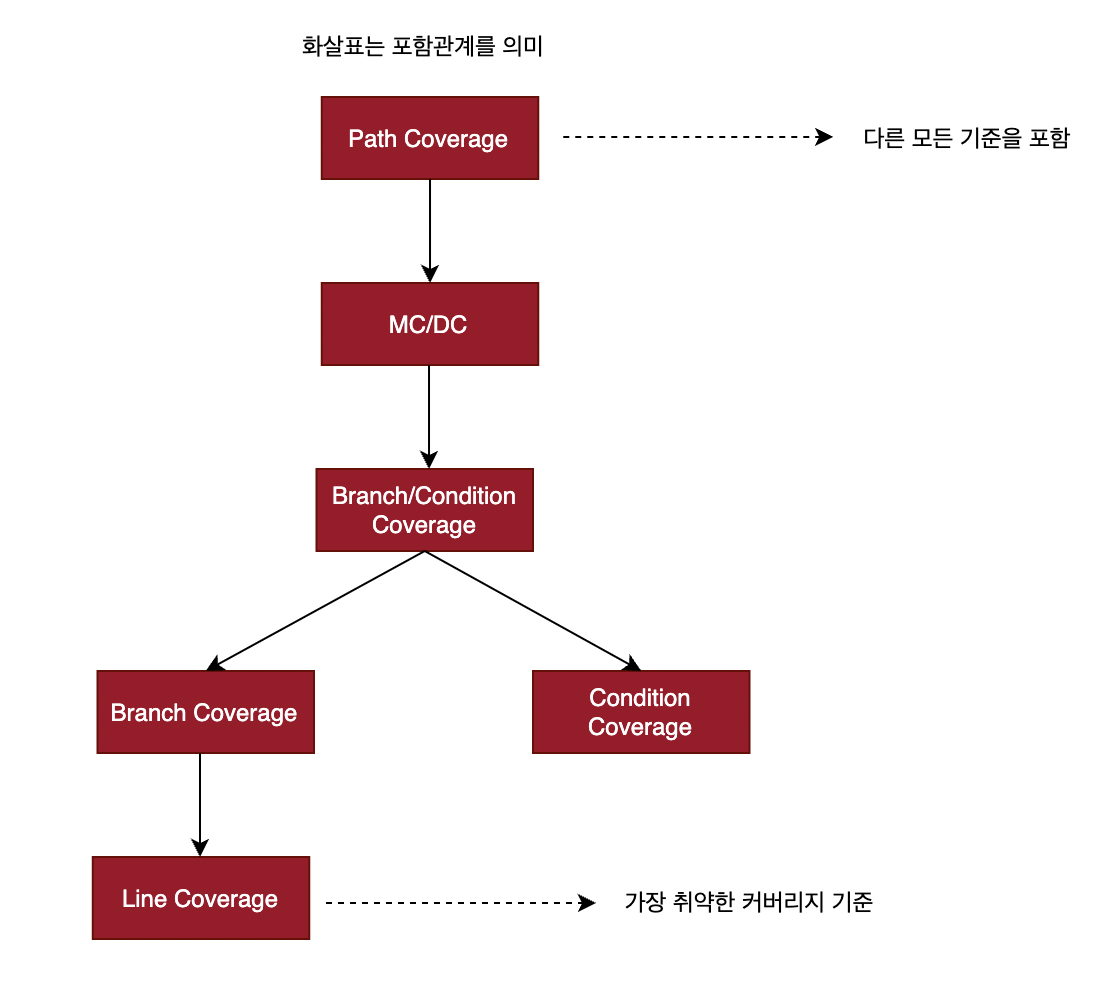 화살표는 포함관계를 의미
Path Coverage
다른 모든 기준을 포함
MC/DC
Branch/Condition
Coverage
Branch Coverage
Condition
Coverage
Line Coverage
가장 취약한 커버리지 기준